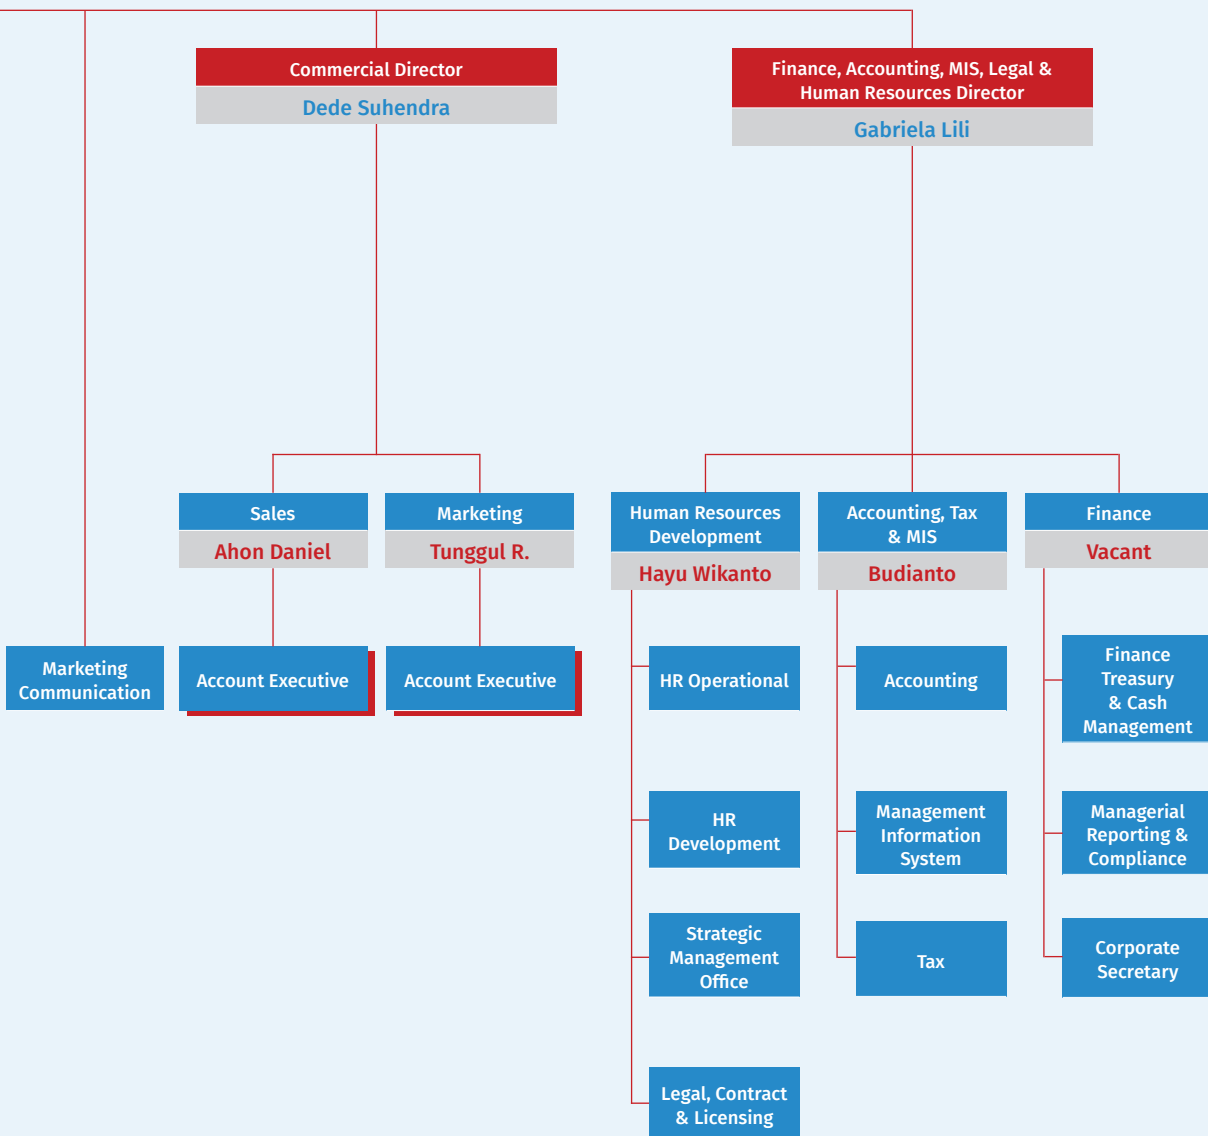 Commercial Director
Dede Suhendra
Finance, Accounting, MIS, Legal &
Human Resources Director
Gabriela Lili
Sales
Ahon Daniel
Marketing
Tunggul R.
Human Resources
Development
Hayu Wikanto
Accounting, Tax
& MIS
Budianto
Finance
Vacant
Marketing
Communication
Account Executive
Account Executive
HR Operational
HR
Development
Strategic
Management
Office
Legal, Contract
& Licensing
Accounting
Management
Information
System
Tax
Finance
Treasury
& Cash
Management
Managerial
Reporting &
Compliance
Corporate
Secretary